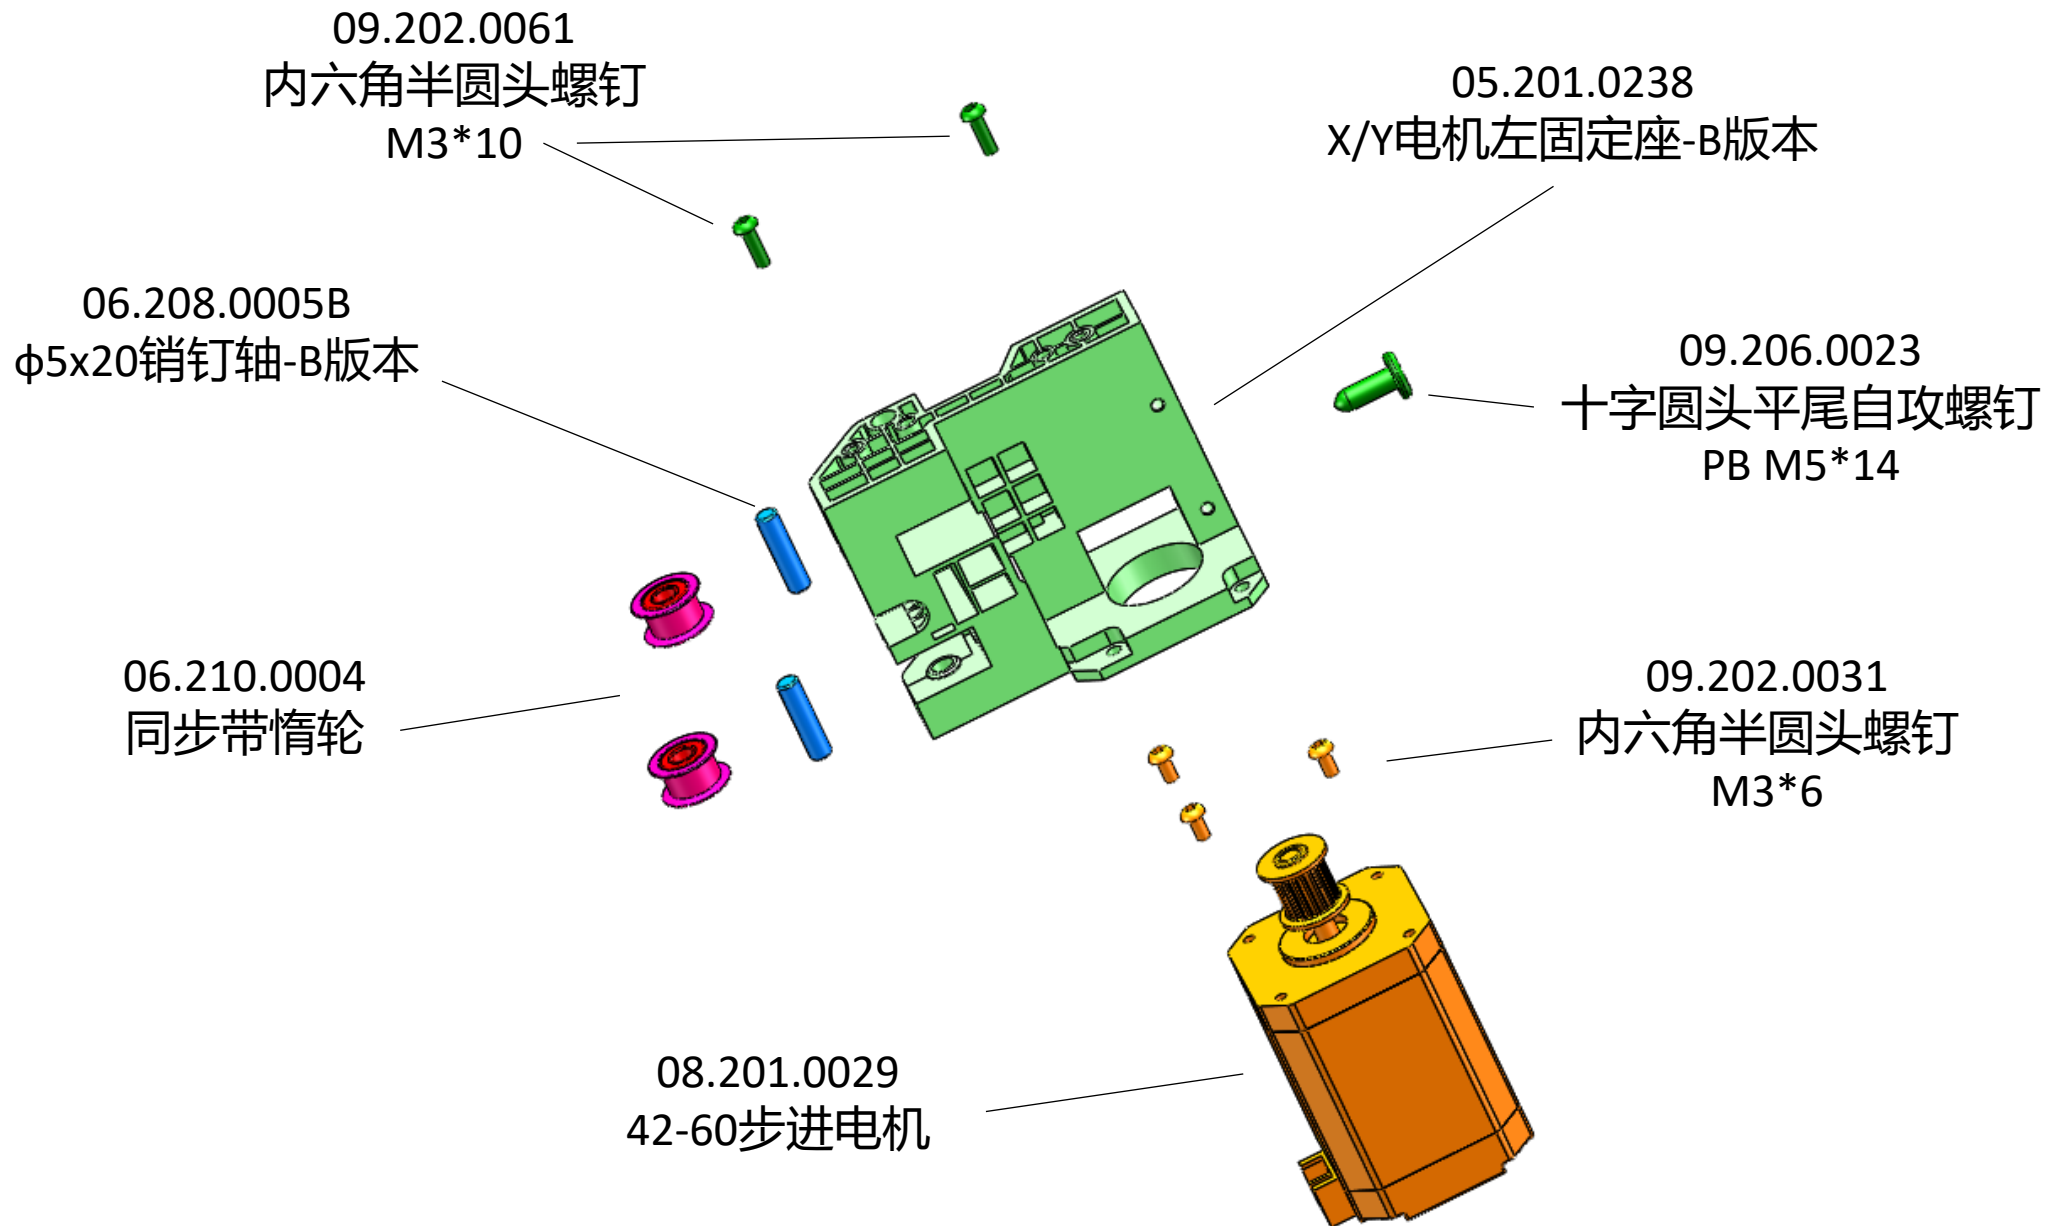 09.202.0061
内六角半圆头螺钉
M3*10
05.201.0238
X/Y电机左固定座-B版本
06.208.0005B
ф5x20销钉轴-B版本
09.206.0023
十字圆头平尾自攻螺钉
PB M5*14
06.210.0004
同步带惰轮
09.202.0031
内六角半圆头螺钉
M3*6
08.201.0029
42-60步进电机